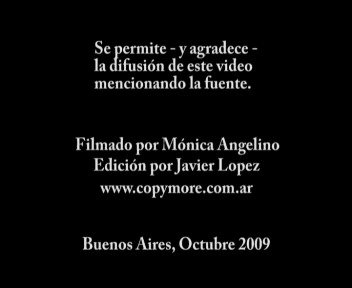 Se permite - y agradece -
la difusión de este video
mencionando la fuente.
Filmado por Mónica Angelino
Edición por Javier Lopez
www.copymore.com.ar
Buenos Aires, Octubre 2009